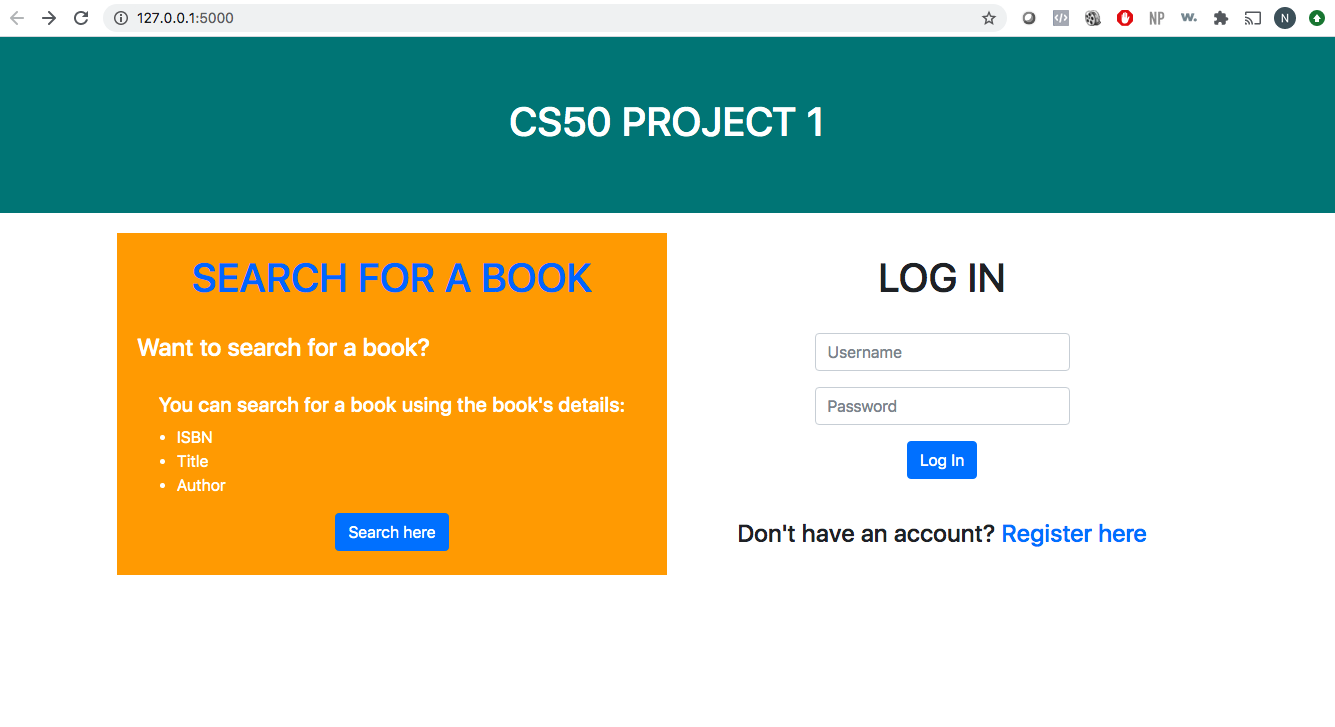 127.0.0.1:5000
NP
w.
N
CS50 PROJECT 1
SEARCH FOR A BOOK
Want to search for a book?
You can search for a book using the book's details:
• ISBN
• Title
• Author
Search here
LOG IN
Username
Password
Log In
Don't have an account? Register here